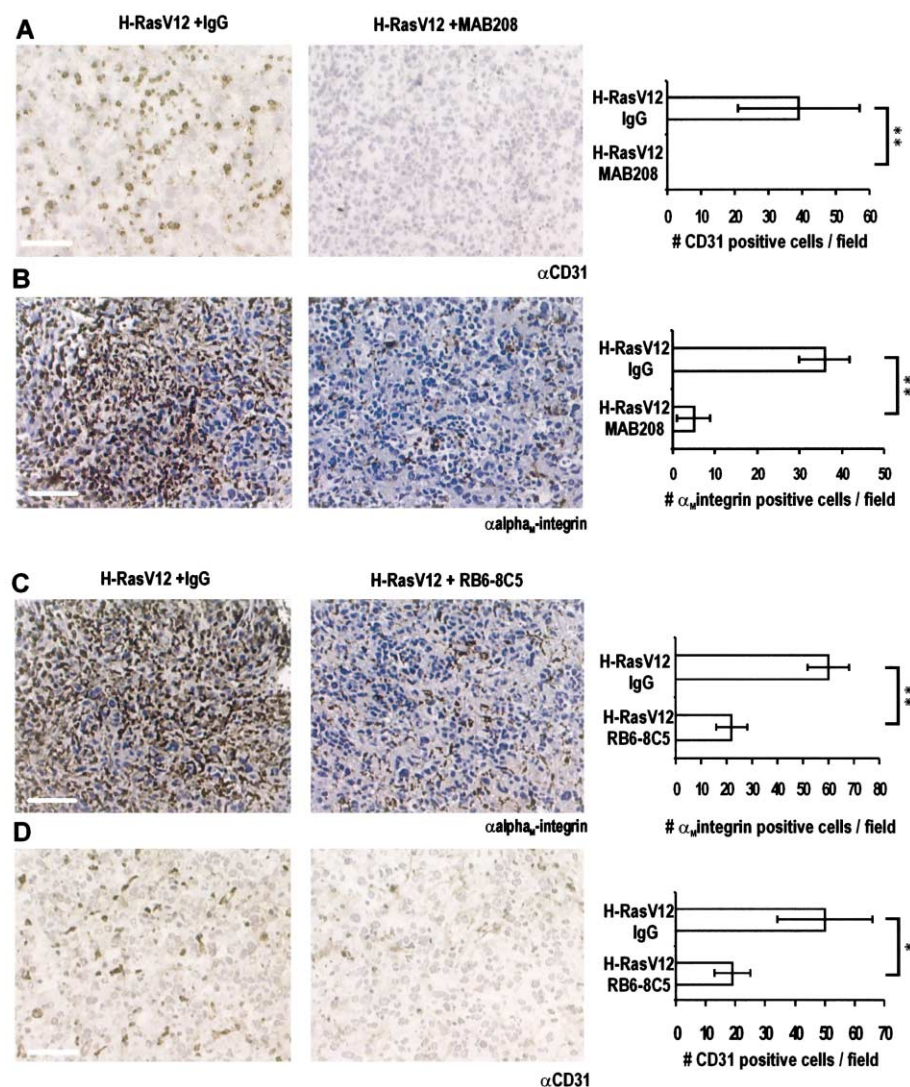 A
H-RasV12 +IgG
H-RasV12 +MAB208
H-RasV12
IgG
H-RasV12
MAB208
**
0 10 20 30 40 50 60
# CD31 positive cells / field
αCD31
B
H-RasV12
IgG
H-RasV12
MAB208
**
0 10 20 30 40 50
# αMintegrin positive cells / field
αalphaM-integrin
C
H-RasV12 +IgG
H-RasV12 + RB6-8C5
H-RasV12
IgG
H-RasV12
RB6-8C5
**
0 10 20 30 40 50 60 70 80
# αMintegrin positive cells / field
αalphaM-integrin
D
H-RasV12
IgG
H-RasV12
RB6-8C5
*
0 10 20 30 40 50 60 70
# CD31 positive cells / field
αCD31